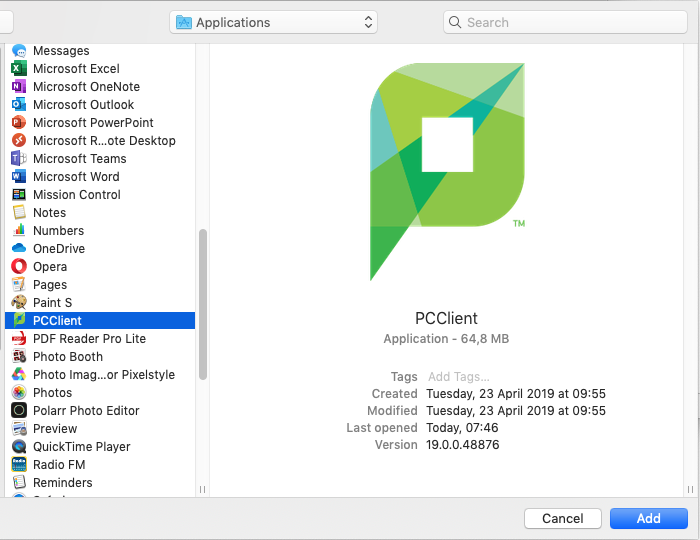 Applications
Search
Messages
Microsoft Excel
Microsoft OneNote
Microsoft Outlook
Microsoft PowerPoint
Microsoft R...ote Desktop
Microsoft Teams
Microsoft Word
Mission Control
Notes
Numbers
OneDrive
Opera
Pages
Paint S
PCClient
PDF Reader Pro Lite
Photo Booth
Photo Imag...or Pixelstyle
Photos
Polarr Photo Editor
Preview
QuickTime Player
Radio FM
Reminders
TM
PCClient
Application - 64,8 MB
Tags Add Tags...
Created Tuesday, 23 April 2019 at 09:55
Modified Tuesday, 23 April 2019 at 09:55
Last opened Today, 07:46
Version 19.0.0.48876
Cancel
Add